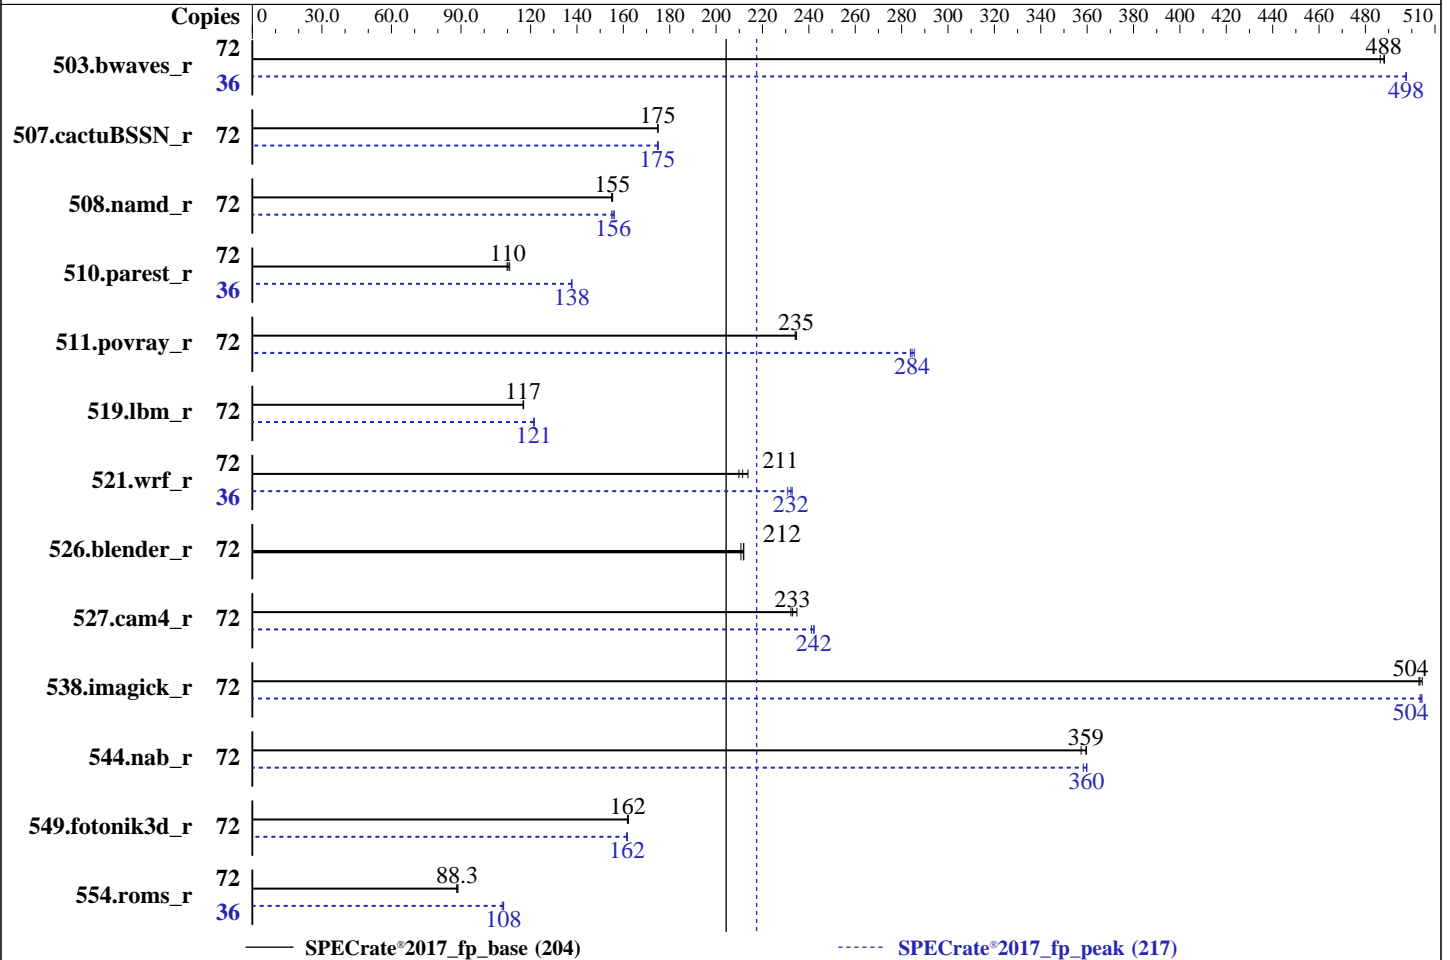 Copies 0 30.0 60.0 90.0 120 140 160 180 200 220 240 260 280 300 320 340 360 380 400 420 440 460 480 510
503.bwaves_r 72 488
36 498
507.cactuBSSN_r 72 175
175
508.namd_r 72 155
156
510.parest_r 72 110
36 138
511.povray_r 72 235
284
519.lbm_r 72 117
121
521.wrf_r 72 211
36 232
526.blender_r 72 212
527.cam4_r 72 233
242
538.imagick_r 72 504
504
544.nab_r 72 359
360
549.fotonik3d_r 72 162
162
554.roms_r 72 88.3
36 108
SPECrate®2017_fp_base (204) SPECrate®2017_fp_peak (217)